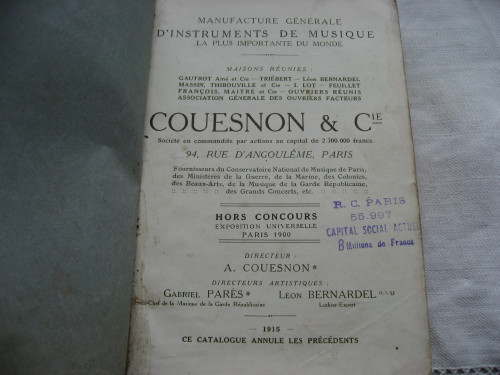 MANUFACTURE GÉNÉRALE
D'INSTRUMENTS DE MUSIQUE
LA PLUS IMPORTANTE DU MONDE
MAISONS RÉUNIES :
GAUTROT Aîné et Cie — TRIÉBERT — Léon BERNARDEL
MASSIN, THIBOUVILLE et Cie — I. LOT — FEUILLET
FRANÇOIS, MAITRE et Cie — OUVRIERS RÉUNIS
ASSOCIATION GÉNÉRALE DES OUVRIERS FACTEURS
COUESNON & CIE
Société en commandite par actions au capital de 2.100.000 francs
94, RUE D'ANGOULÊME, PARIS
Fournisseurs du Conservatoire National de Musique de Paris,
des Ministères de la Guerre, de la Marine, des Colonies,
des Beaux-Arts, de la Musique de la Garde Républicaine,
des Grands Concerts, etc.
R. C. PARIS
55.997
CAPITAL SOCIAL
8 Millions de Francs
HORS CONCOURS
EXPOSITION UNIVERSELLE
PARIS 1900
DIRECTEUR :
A. COUESNON*
DIRECTEURS ARTISTIQUES :
GABRIEL PARÈS* LÉON BERNARDEL
Chef de la Musique de la Garde Républicaine Luthier Expert
— 1915 —
CE CATALOGUE ANNULE LES PRÉCÉDENTS